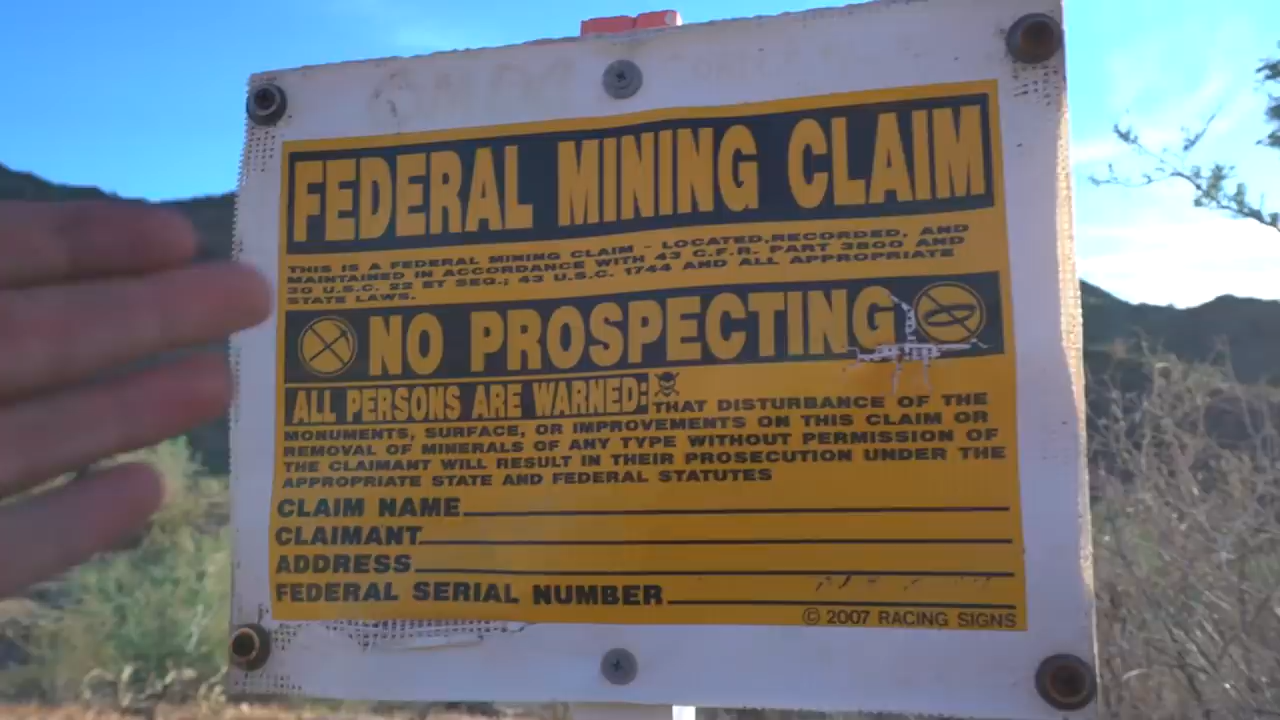 FEDERAL MINING CLAIM
THIS IS A FEDERAL MINING CLAIM - LOCATED, RECORDED, AND
MAINTAINED IN ACCORDANCE WITH 43 C.F.R. PART 3800 AND
30 U.S.C. 22 ET SEQ.; 43 U.S.C. 1744 AND ALL APPROPRIATE
STATE LAWS.
NO PROSPECTING
ALL PERSONS ARE WARNED: THAT DISTURBANCE OF THE
MONUMENTS, SURFACE, OR IMPROVEMENTS ON THIS CLAIM OR
REMOVAL OF MINERALS OF ANY TYPE WITHOUT PERMISSION OF
THE CLAIMANT WILL RESULT IN THEIR PROSECUTION UNDER THE
APPROPRIATE STATE AND FEDERAL STATUTES
CLAIM NAME
CLAIMANT
ADDRESS
FEDERAL SERIAL NUMBER
© 2007 RACING SIGNS